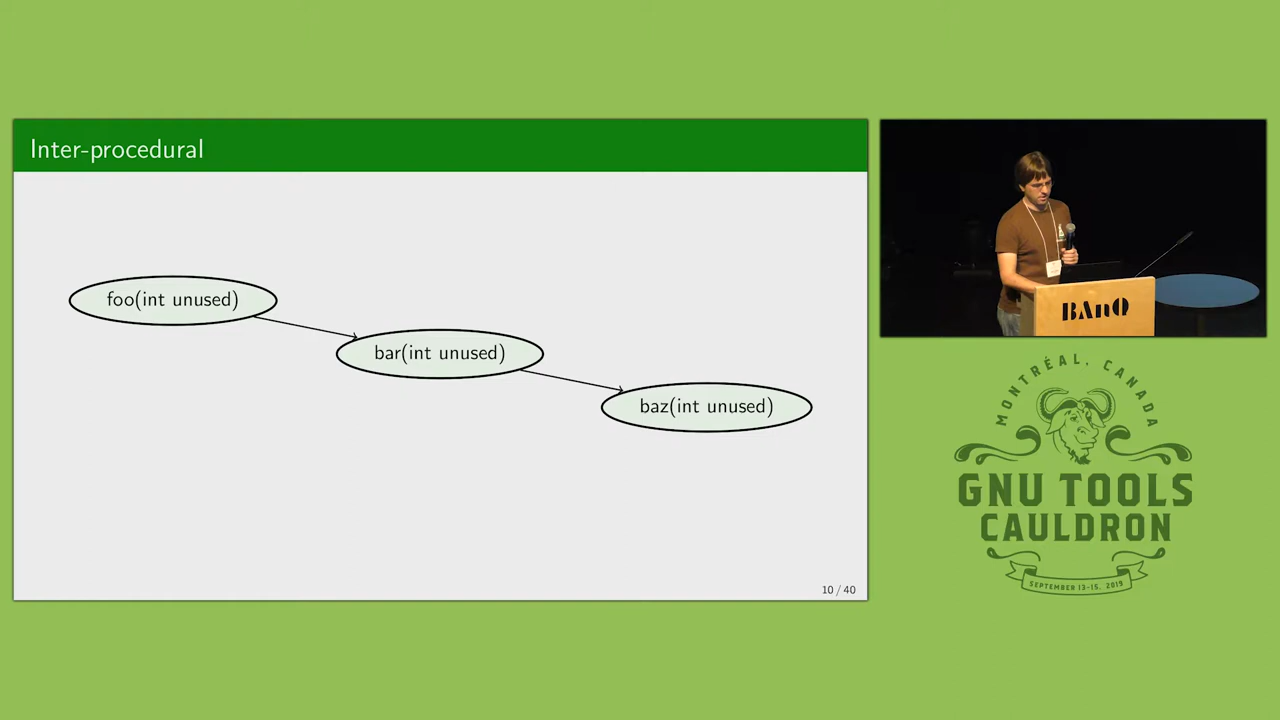 Inter-procedural
foo(int unused)
bar(int unused)
baz(int unused)
10 / 40
BAnQ
MONTRÉAL, CANADA
GNU TOOLS
CAULDRON
SEPTEMBER 13-15, 2019